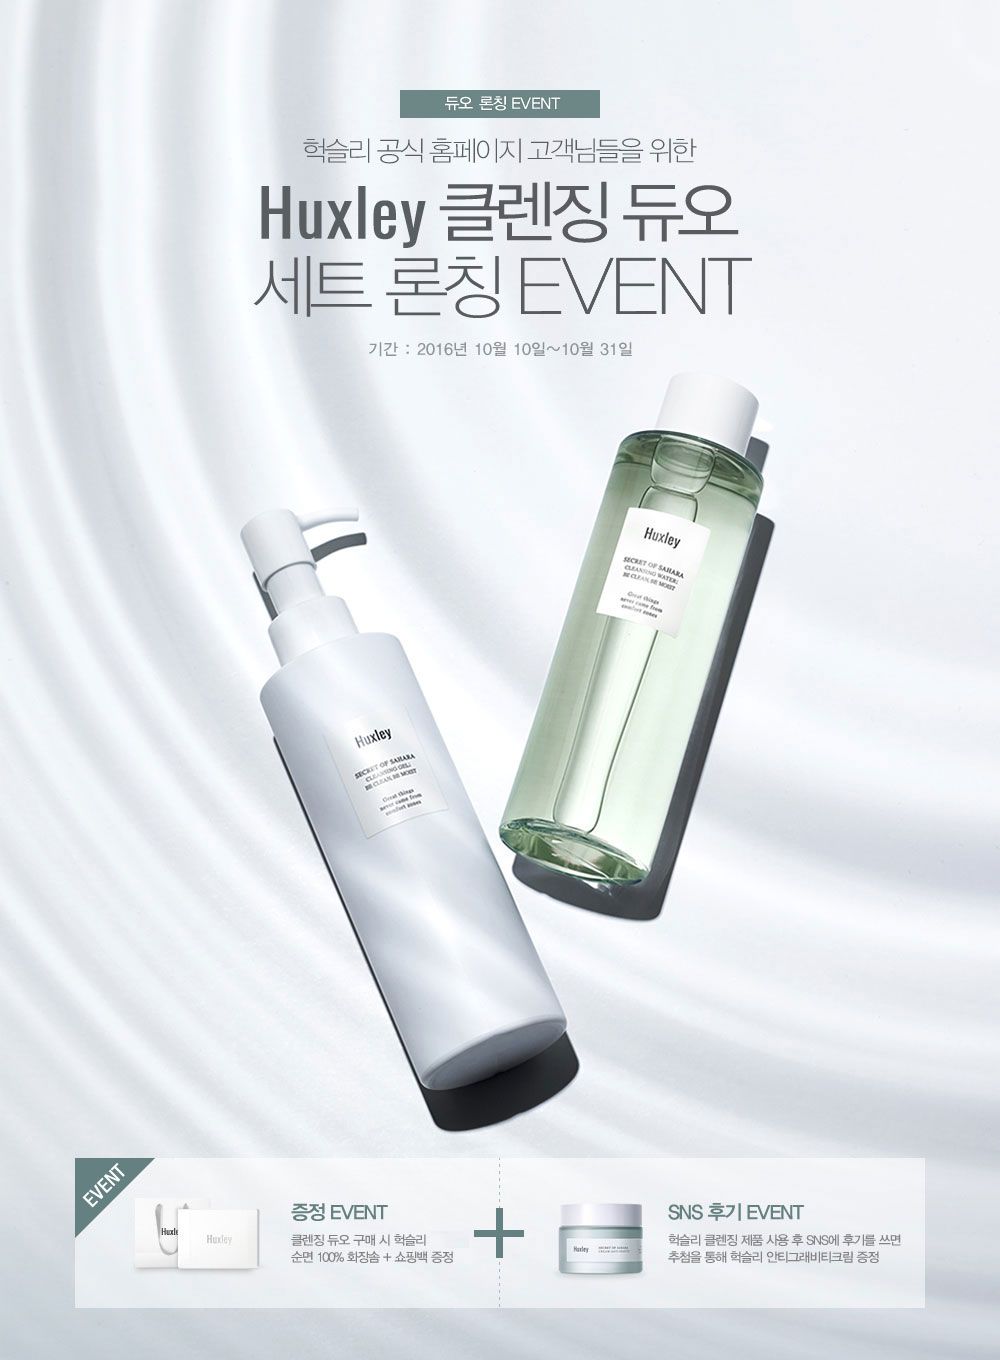 듀오 론칭 EVENT
헉슬리 공식 홈페이지 고객님들을 위한
Huxley 클렌징 듀오
세트 론칭 EVENT
기간 : 2016년 10월 10일~10월 31일
Huxley
SECRET OF SAHARA
CLEANSING WATER;
BE CLEAN, BE MOIST
Great things
never came from
comfort zones
Huxley
SECRET OF SAHARA
CLEANSING GEL;
BE CLEAN, BE MOIST
Great things
never came from
comfort zones
EVENT
Huxle
Huxley
증정 EVENT
클렌징 듀오 구매 시 헉슬리
순면 100% 화장솜 + 쇼핑백 증정
+
Huxley
SECRET OF SAHARA
SNS 후기 EVENT
헉슬리 클렌징 제품 사용 후 SNS에 후기를 쓰면
추첨을 통해 헉슬리 안티그래비티크림 증정